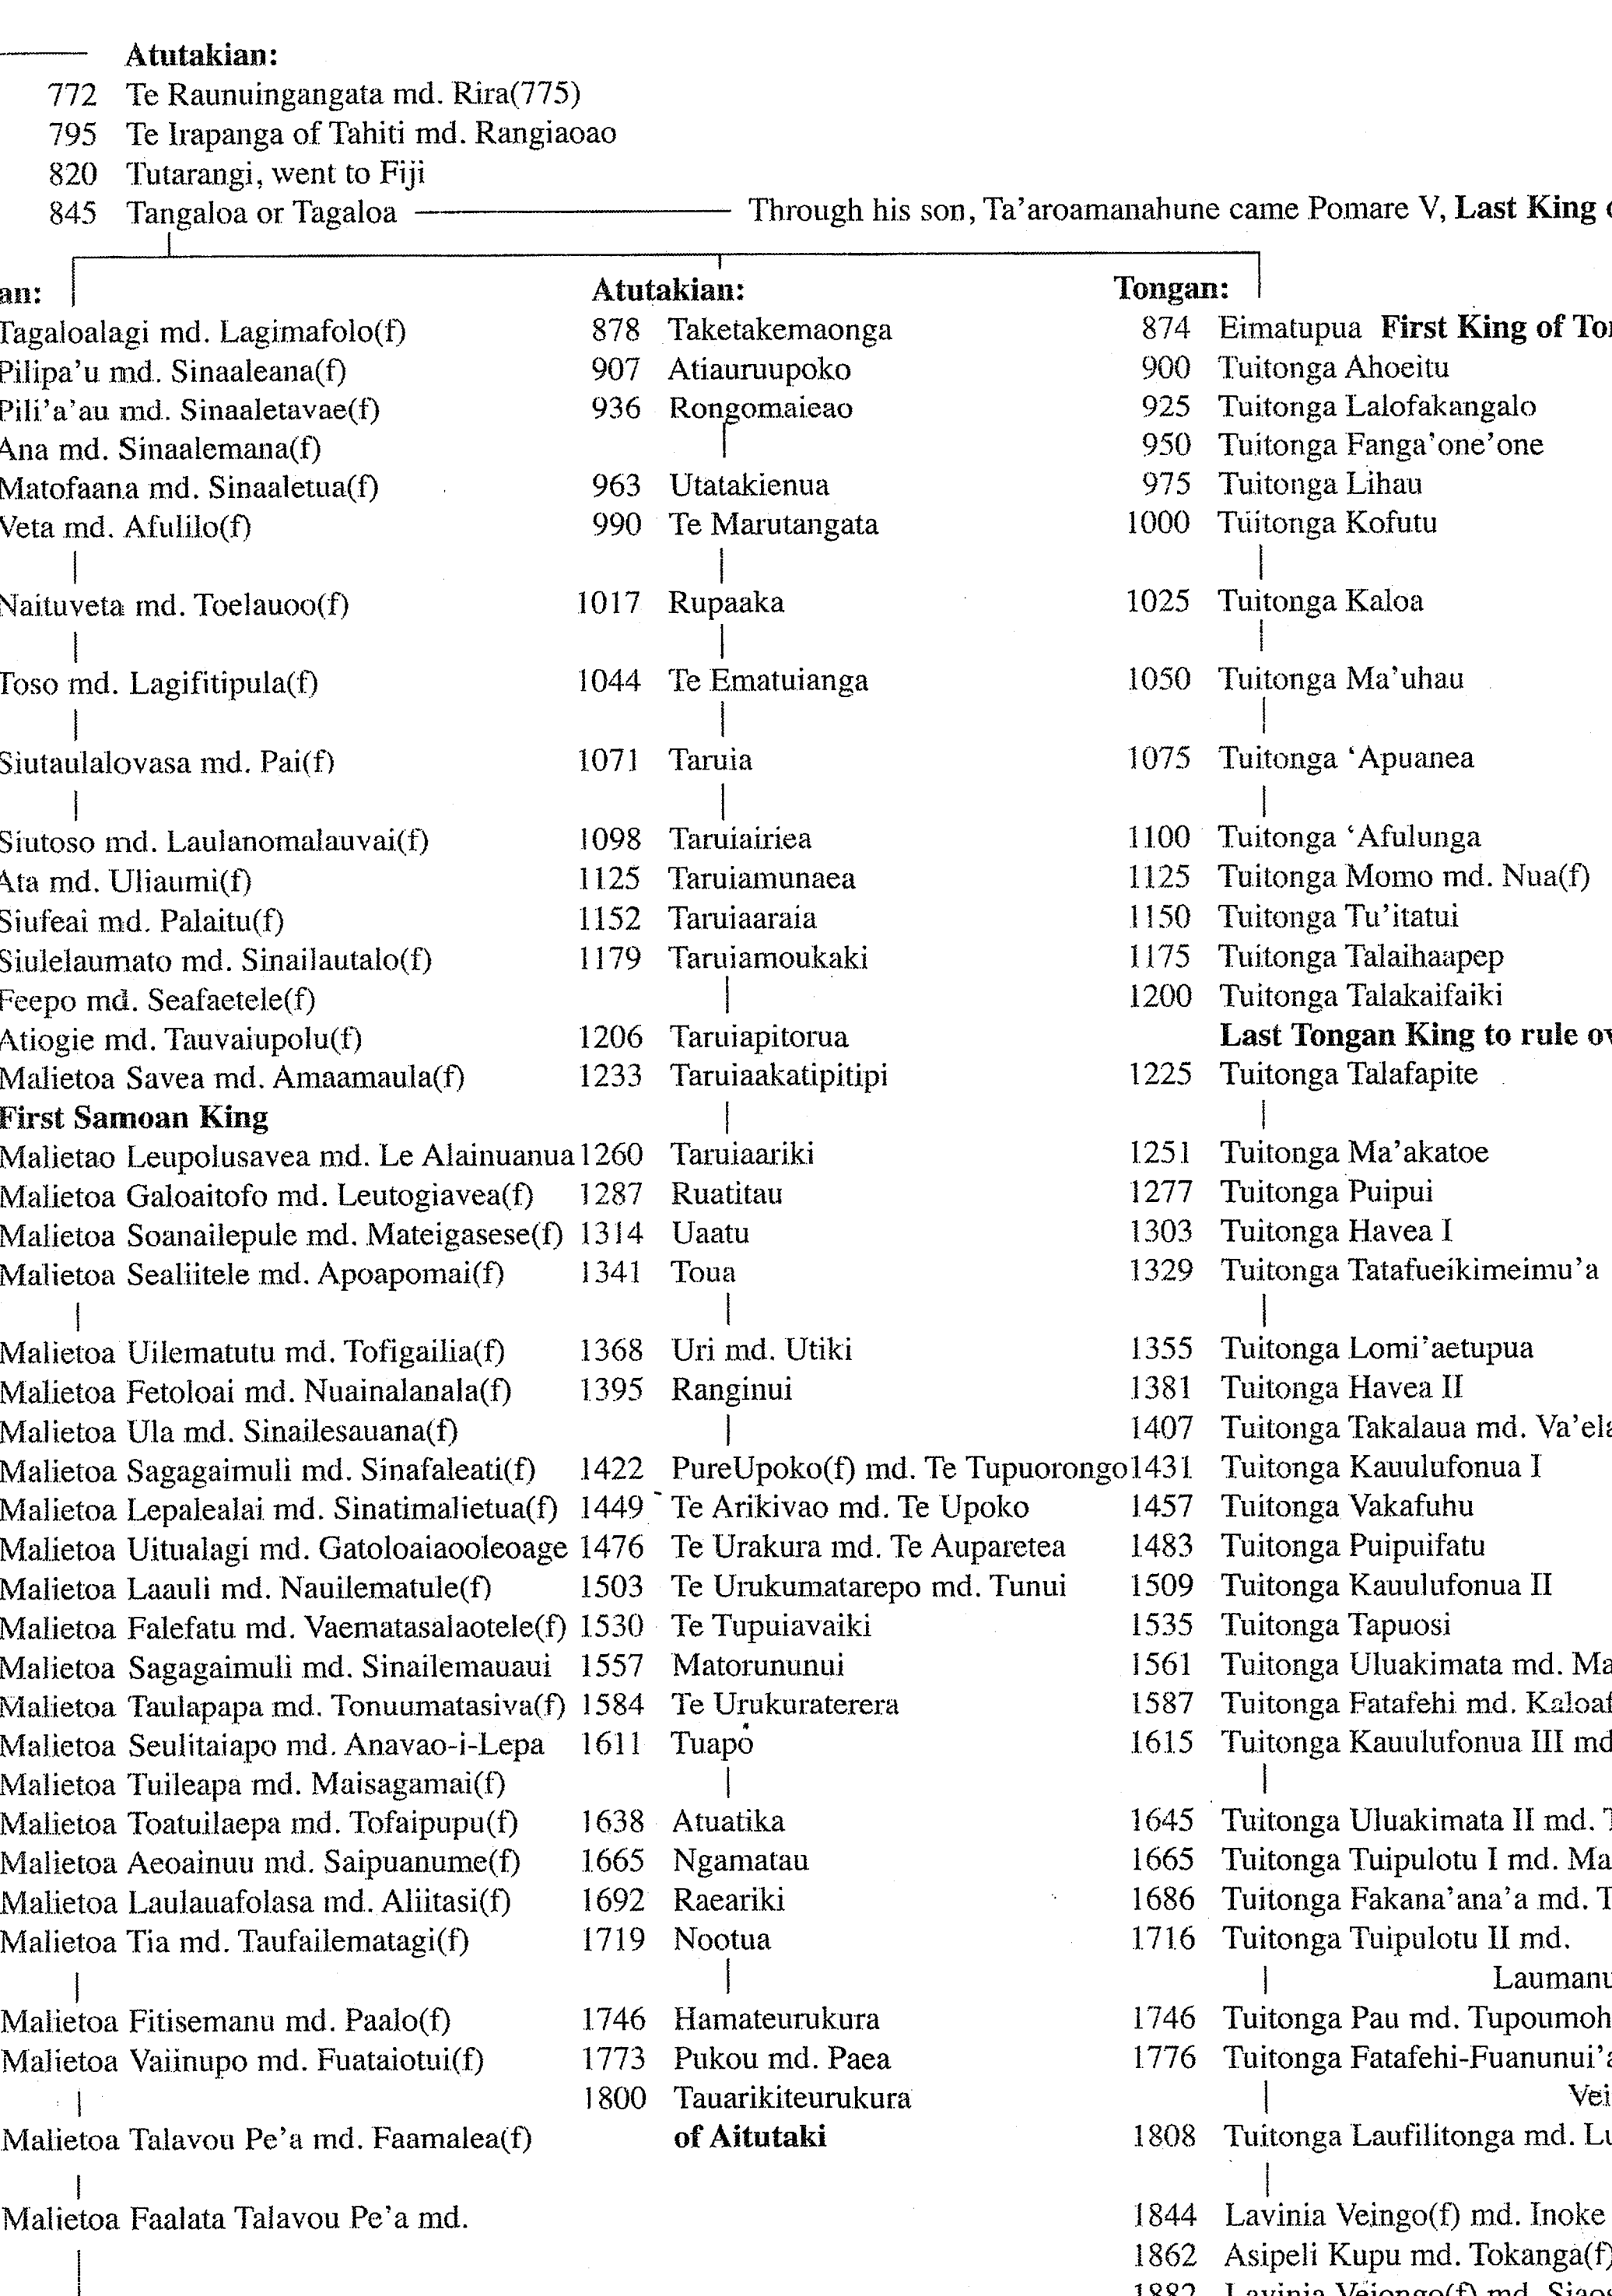 Atutakian:
772 Te Raunuingangata md. Rira(775)
795 Te Irapanga of Tahiti md. Rangiaoao
820 Tutarangi, went to Fiji
845 Tangaloa or Tagaloa Through his son, Ta'aroamanahune came Pomare V, Last King
an:
Tagaloalagi md. Lagimafolo(f)
Pilipa'u md. Sinaaleana(f)
Pili'a'au md. Sinaaletavae(f)
Ana md. Sinaalemana(f)
Matofaana md. Sinaaletua(f)
Veta md. Afulilo(f)
Naituveta md. Toelauoo(f)
Toso md. Lagifitipula(f)
Siutaulalovasa md. Pai(f)
Siutoso md. Laulanomalauvai(f)
Ata md. Uliaumi(f)
Siufeai md. Palaitu(f)
Siulelaumato md. Sinailautalo(f)
Feepo md. Seafaetele(f)
Atiogie md. Tauvaiupolu(f)
Malietoa Savea md. Amaamaula(f)
First Samoan King
Malietao Leupolusavea md. Le Alainuanua
Malietoa Galoaitofo md. Leutogiavea(f)
Malietoa Soanailepule md. Mateigasese(f)
Malietoa Sealiitele md. Apoapomai(f)
Malietoa Uilematutu md. Tofigailia(f)
Malietoa Fetoloai md. Nuainalanala(f)
Malietoa Ula md. Sinailesauana(f)
Malietoa Sagagaimuli md. Sinafaleati(f)
Malietoa Lepalealai md. Sinatimalietua(f)
Malietoa Uitualagi md. Gatoloaiaooleoage
Malietoa Laauli md. Nauilematule(f)
Malietoa Falefatu md. Vaematasalaotele(f)
Malietoa Sagagaimuli md. Sinailemauaui
Malietoa Taulapapa md. Tonuumatasiva(f)
Malietoa Seulitaiapo md. Anavao-i-Lepa
Malietoa Tuileapa md. Maisagamai(f)
Malietoa Toatuilaepa md. Tofaipupu(f)
Malietoa Aeoainuu md. Saipuanume(f)
Malietoa Laulauafolasa md. Aliitasi(f)
Malietoa Tia md. Taufailematagi(f)
Malietoa Fitisemanu md. Paalo(f)
Malietoa Vaiinupo md. Fuataiotui(f)
Malietoa Talavou Pe'a md. Faamalea(f)
Malietoa Faalata Talavou Pe'a md.
Atutakian:
878 Taketakemaonga
907 Atiauruupoko
936 Rongomaieao
963 Utatakienua
990 Te Marutangata
1017 Rupaaka
1044 Te Ematuianga
1071 Taruia
1098 Taruiairiea
1125 Taruiamunaea
1152 Taruiaaraia
1179 Taruiamoukaki
1206 Taruiapitorua
1233 Taruiaakatipitipi
1260 Taruiaariki
1287 Ruatitau
1314 Uaatu
1341 Toua
1368 Uri md. Utiki
1395 Ranginui
1422 PureUpoko(f) md. Te Tupuorongo
1449 Te Arikivao md. Te Upoko
1476 Te Urakura md. Te Auparetea
1503 Te Urukumatarepo md. Tunui
1530 Te Tupuiavaiki
1557 Matorununui
1584 Te Urukuraterera
1611 Tuapo
1638 Atuatika
1665 Ngamatau
1692 Raeariki
1719 Nootua
1746 Hamateurukura
1773 Pukou md. Paea
1800 Tauarikiteurukura
of Aitutaki
Tongan:
874 Eimatupua First King of Ton
900 Tuitonga Ahoeitu
925 Tuitonga Lalofakangalo
950 Tuitonga Fanga'one'one
975 Tuitonga Lihau
1000 Tuitonga Kofutu
1025 Tuitonga Kaloa
1050 Tuitonga Ma'uhau
1075 Tuitonga 'Apuanea
1100 Tuitonga 'Afulunga
1125 Tuitonga Momo md. Nua(f)
1150 Tuitonga Tu'itatui
1175 Tuitonga Talaihaapep
1200 Tuitonga Talakaifaiki
Last Tongan King to rule ov
1225 Tuitonga Talafapite
1251 Tuitonga Ma'akatoe
1277 Tuitonga Puipui
1303 Tuitonga Havea I
1329 Tuitonga Tatafueikimeimu'a
1355 Tuitonga Lomi'aetupua
1381 Tuitonga Havea II
1407 Tuitonga Takalaua md. Va'ela
1431 Tuitonga Kauulufonua I
1457 Tuitonga Vakafuhu
1483 Tuitonga Puipuifatu
1509 Tuitonga Kauulufonua II
1535 Tuitonga Tapuosi
1561 Tuitonga Uluakimata md. Ma
1587 Tuitonga Fatafehi md. Kaloaf
1615 Tuitonga Kauulufonua III md
1645 Tuitonga Uluakimata II md. T
1665 Tuitonga Tuipulotu I md. Ma
1686 Tuitonga Fakana'ana'a md. T
1716 Tuitonga Tuipulotu II md.
Laumanu
1746 Tuitonga Pau md. Tupoumoh
1776 Tuitonga Fatafehi-Fuanunui'a
Vei
1808 Tuitonga Laufilitonga md. Lu
1844 Lavinia Veingo(f) md. Inoke
1862 Asipeli Kupu md. Tokanga(f)